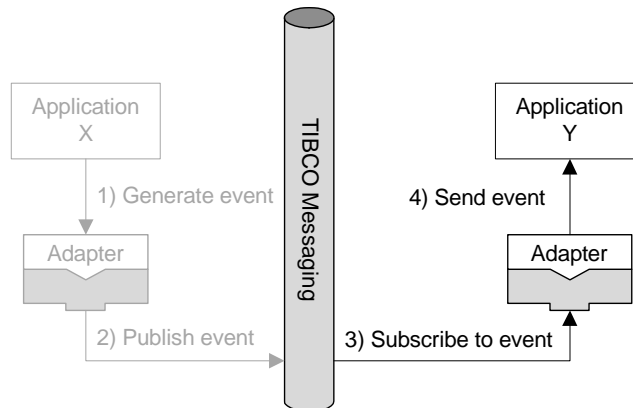 Application
X
1) Generate event
Adapter
2) Publish event
TIBCO Messaging
Application
Y
4) Send event
Adapter
3) Subscribe to event